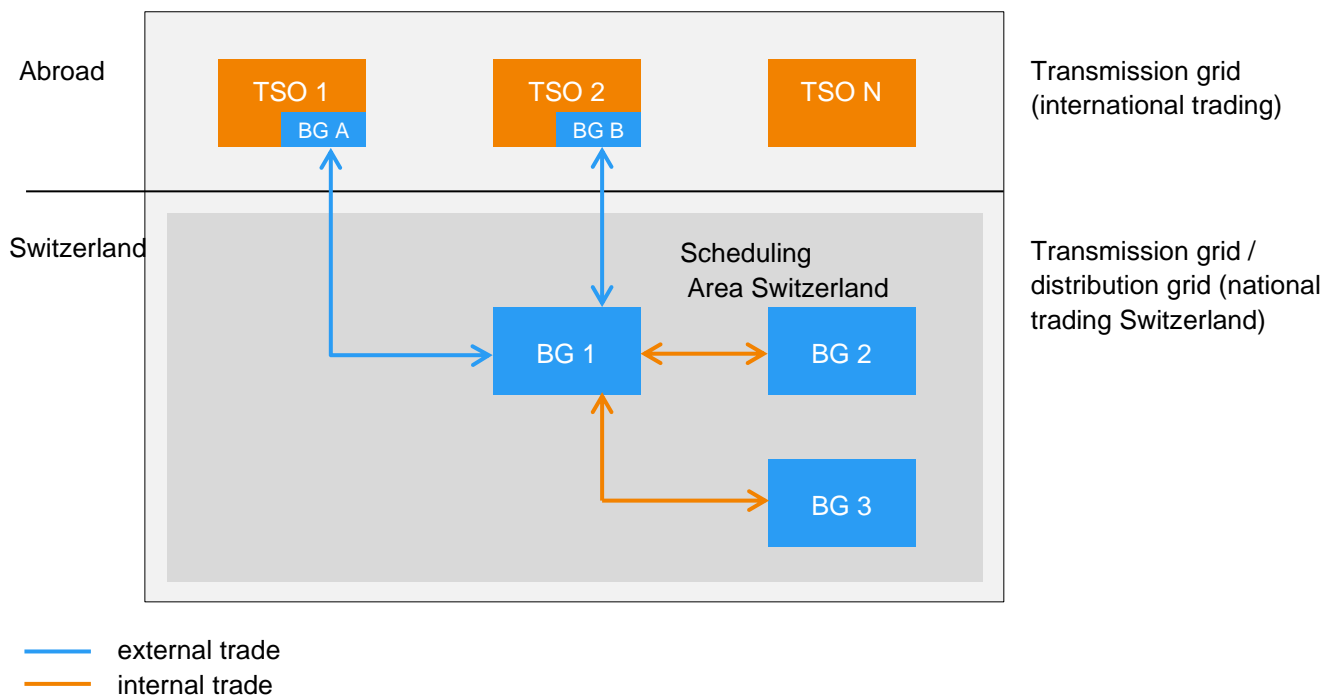 Abroad
TSO 1
BG A
TSO 2
BG B
TSO N
Transmission grid
(international trading)
Switzerland
Scheduling
Area Switzerland
Transmission grid /
distribution grid (national
trading Switzerland)
BG 1
BG 2
BG 3
external trade
internal trade